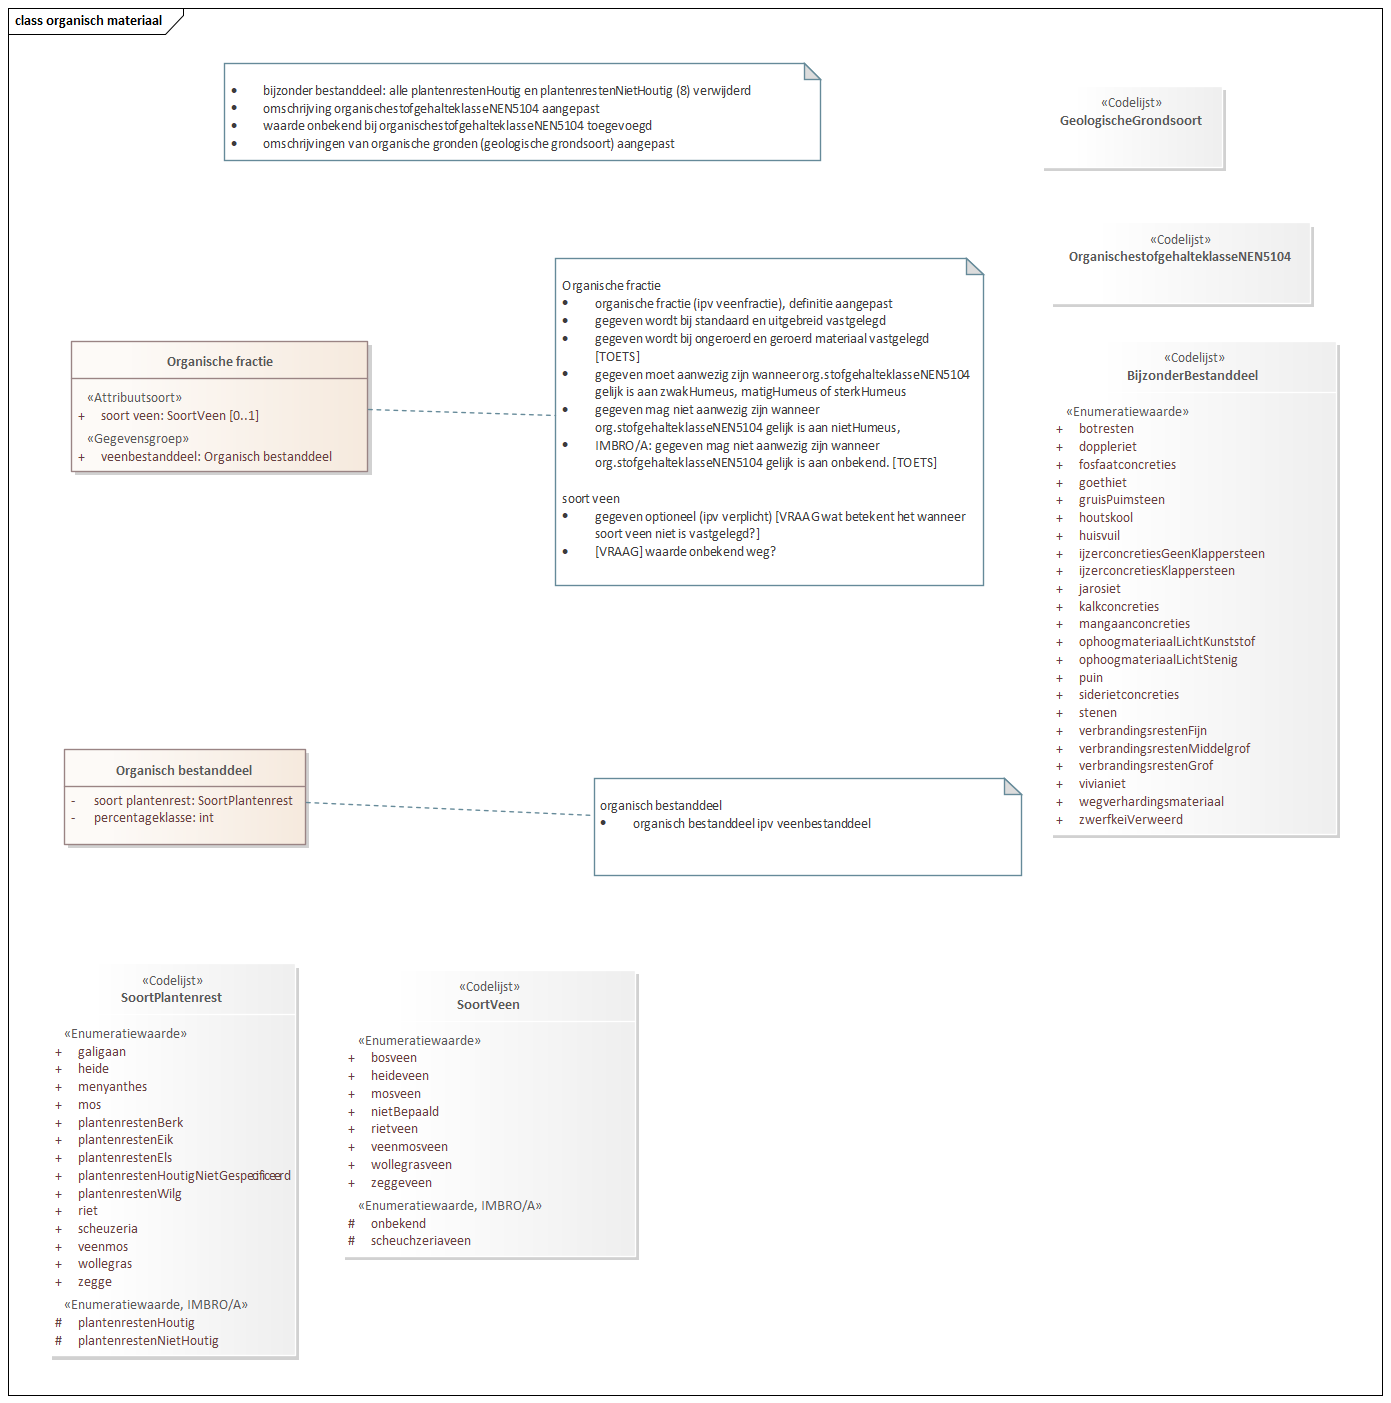 class organisch materiaal
• bijzonder bestanddeel: alle plantenrestenHoutig en plantenrestenNietHoutig (8) verwijderd
• omschrijving organischestofgehalteklasseNEN5104 aangepast
• waarde onbekend bij organischestofgehalteklasseNEN5104 toegevoegd
• omschrijvingen van organische gronden (geologische grondsoort) aangepast
«Codelijst»
GeologischeGrondsoort
«Codelijst»
OrganischestofgehalteklasseNEN5104
Organische fractie
«Attribuutsoort»
+ soort veen: SoortVeen [0..1]
«Gegevensgroep»
+ veenbestanddeel: Organisch bestanddeel
Organische fractie
• organische fractie (ipv veenfractie), definitie aangepast
• gegeven wordt bij standaard en uitgebreid vastgelegd
• gegeven wordt bij ongeroerd en geroerd materiaal vastgelegd
[TOETS]
• gegeven moet aanwezig zijn wanneer org.stofgehalteklasseNEN5104
gelijk is aan zwakHumeus, matigHumeus of sterkHumeus
• gegeven mag niet aanwezig zijn wanneer
org.stofgehalteklasseNEN5104 gelijk is aan nietHumeus,
• IMBRO/A: gegeven mag niet aanwezig zijn wanneer
org.stofgehalteklasseNEN5104 gelijk is aan onbekend. [TOETS]
soort veen
• gegeven optioneel (ipv verplicht) [VRAAG wat betekent het wanneer
soort veen niet is vastgelegd?]
• [VRAAG] waarde onbekend weg?
«Codelijst»
BijzonderBestanddeel
«Enumeratiewaarde»
+ botresten
+ doppleriet
+ fosfaatconcreties
+ goethiet
+ gruisPuimsteen
+ houtskool
+ huisvuil
+ ijzerconcretiesGeenKlappersteen
+ ijzerconcretiesKlappersteen
+ jarosiet
+ kalkconcreties
+ mangaanconcreties
+ ophoogmateriaalLichtKunststof
+ ophoogmateriaalLichtStenig
+ puin
+ siderietconcreties
+ stenen
+ verbrandingsrestenFijn
+ verbrandingsrestenMiddelgrof
+ verbrandingsrestenGrof
+ vivianiet
+ wegverhardingsmateriaal
+ zwerfkeiVerweerd
Organisch bestanddeel
- soort plantenrest: SoortPlantenrest
- percentageklasse: int
organisch bestanddeel
• organisch bestanddeel ipv veenbestanddeel
«Codelijst»
SoortPlantenrest
«Enumeratiewaarde»
+ galigaan
+ heide
+ menyanthes
+ mos
+ plantenrestenBerk
+ plantenrestenEik
+ plantenrestenEls
+ plantenrestenHoutigNietGespecificeerd
+ plantenrestenWilg
+ riet
+ scheuzeria
+ veenmos
+ wollegras
+ zegge
«Enumeratiewaarde, IMBRO/A»
# plantenrestenHoutig
# plantenrestenNietHoutig
«Codelijst»
SoortVeen
«Enumeratiewaarde»
+ bosveen
+ heideveen
+ mosveen
+ nietBepaald
+ rietveen
+ veenmosveen
+ wollegrasveen
+ zeggeveen
«Enumeratiewaarde, IMBRO/A»
# onbekend
# scheuchzeriaveen